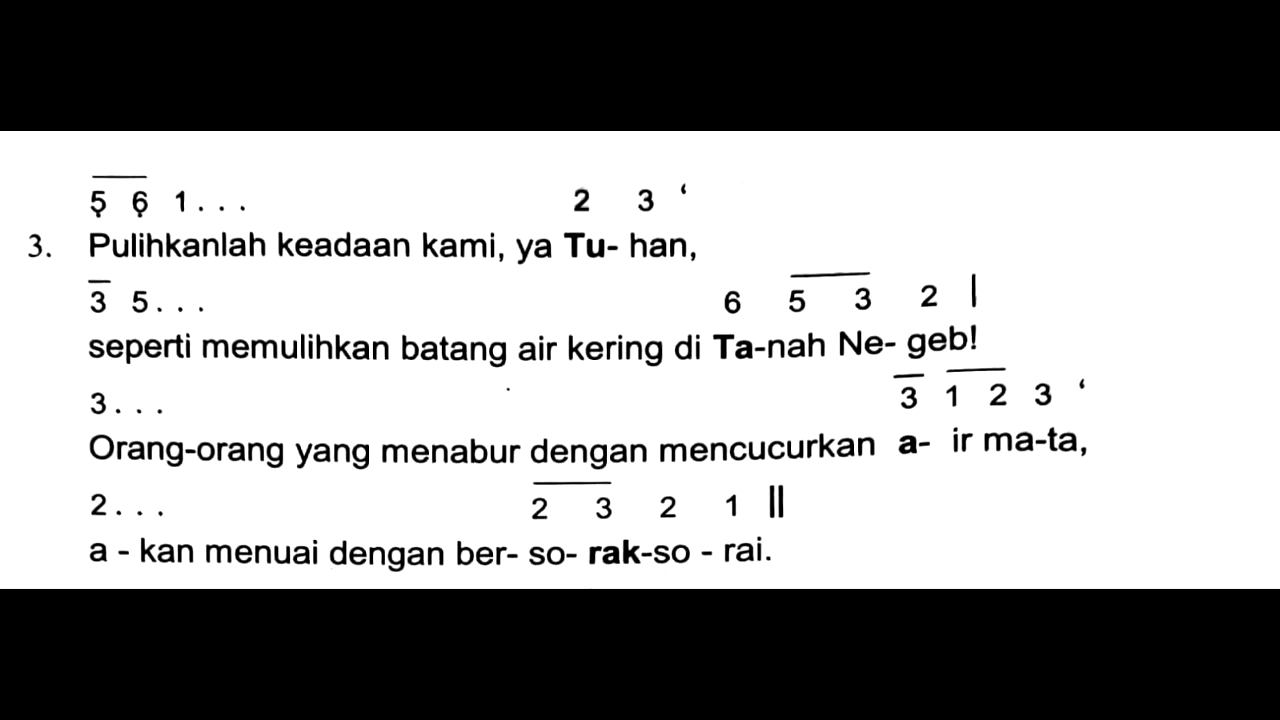 5̣ 6̣ 1 . . . 2 3 ‘
3. Pulihkanlah keadaan kami, ya Tu- han,
3 5 . . . 6 5 3 2 |
seperti memulihkan batang air kering di Ta-nah Ne- geb!
3 . . . 3 1 2 3 ‘
Orang-orang yang menabur dengan mencucurkan a- ir ma-ta,
2 . . . 2 3 2 1 ||
a - kan menuai dengan ber- so- rak-so - rai.